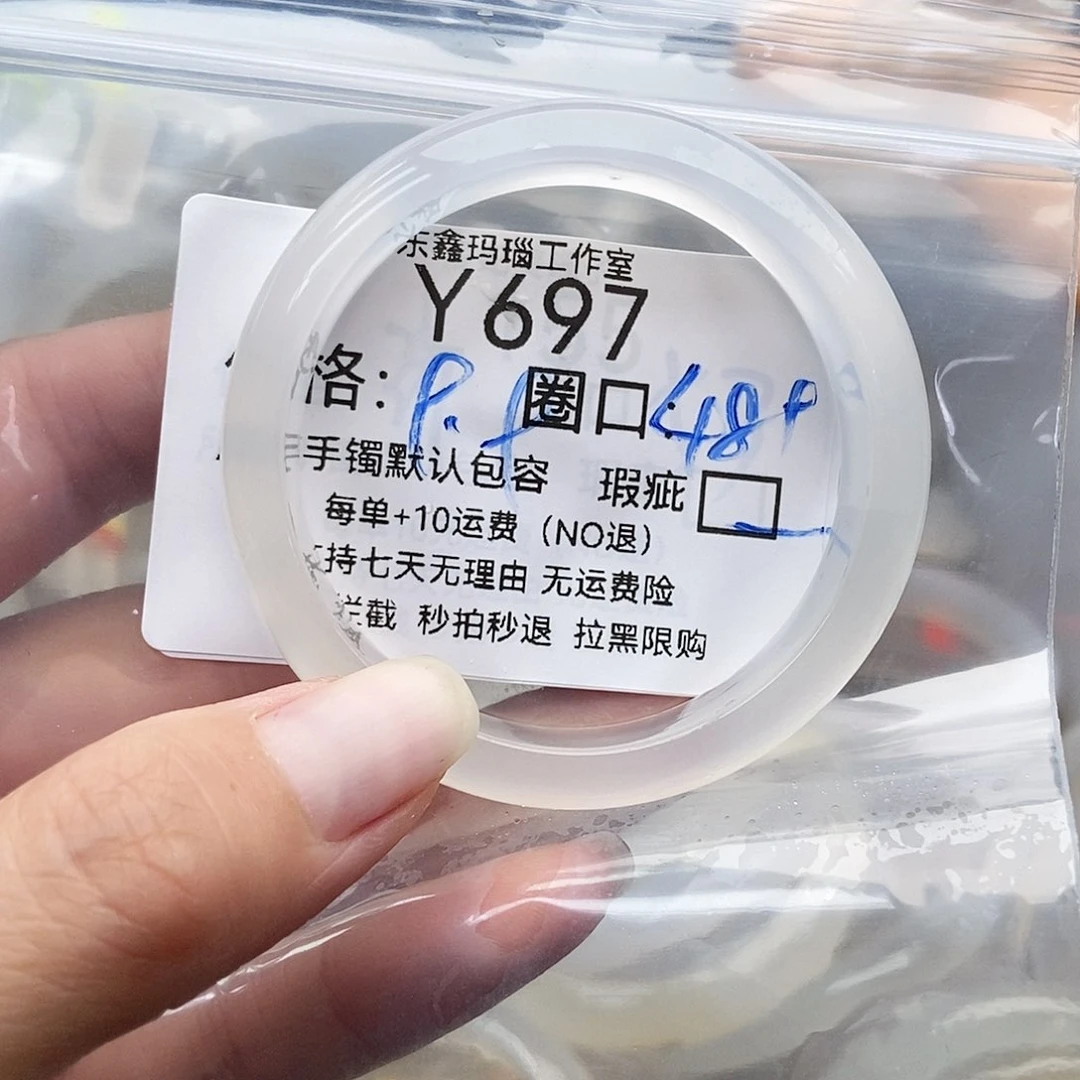 东鑫玛瑙工作室
Y697
格: P. 圈口: 48
手镯默认包容 瑕疵
每单+10运费（NO退）
持七天无理由 无运费险
拦截 秒拍秒退 拉黑限购